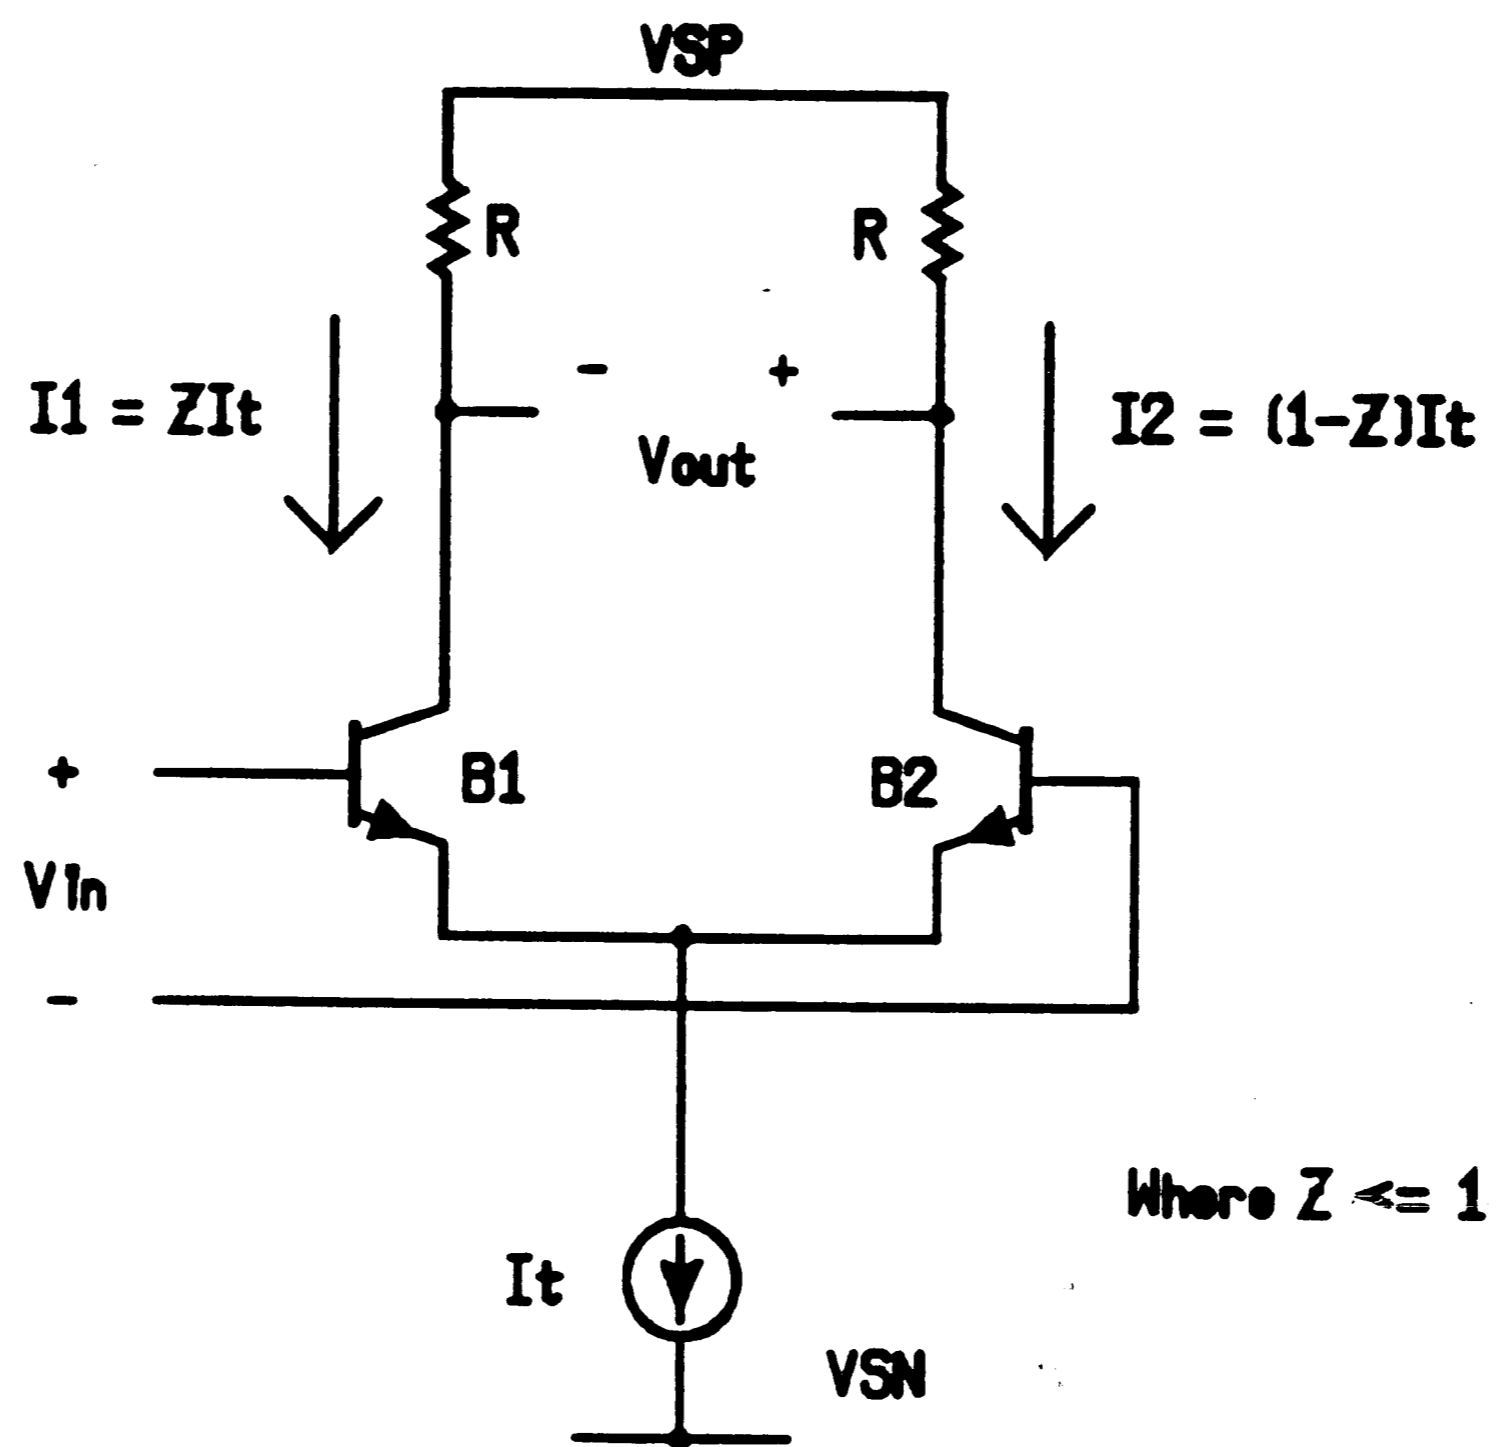 VSP
R
R
- +
I1 = ZIt
I2 = (1-Z)It
Vout
+
B1
B2
Vin
-
Where Z <= 1
It
VSN